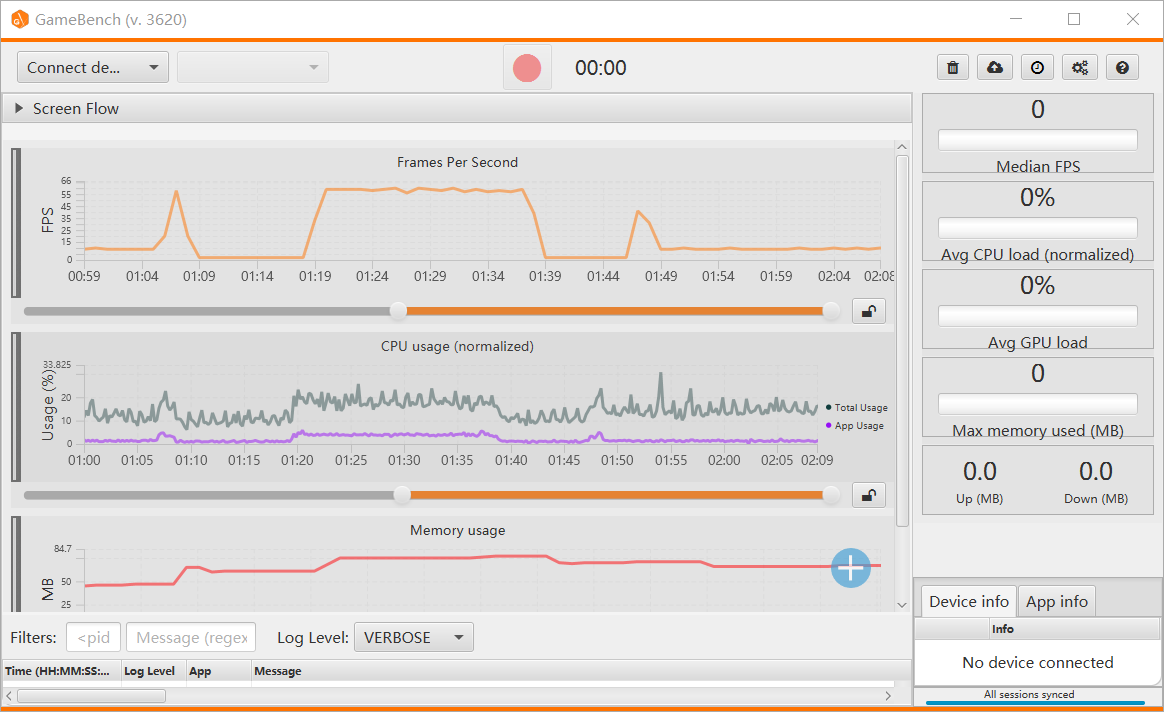 GameBench (v. 3620)
Connect de...
00:00
Screen Flow
Frames Per Second
FPS
66
55
45
35
25
15
0
00:59 01:04 01:09 01:14 01:19 01:24 01:29 01:34 01:39 01:44 01:49 01:54 01:59 02:04 02:08
CPU usage (normalized)
Usage (%)
33.825
20
10
0
Total Usage
App Usage
01:00 01:05 01:10 01:15 01:20 01:25 01:30 01:35 01:40 01:45 01:50 01:55 02:00 02:05 02:09
Memory usage
MB
84.7
50
25
Filters: <pid Message (regex Log Level: VERBOSE
Time (HH:MM:SS:... Log Level App Message
0
Median FPS
0%
Avg CPU load (normalized)
0%
Avg GPU load
0
Max memory used (MB)
0.0 0.0
Up (MB) Down (MB)
Device info App info
Info
No device connected
All sessions synced